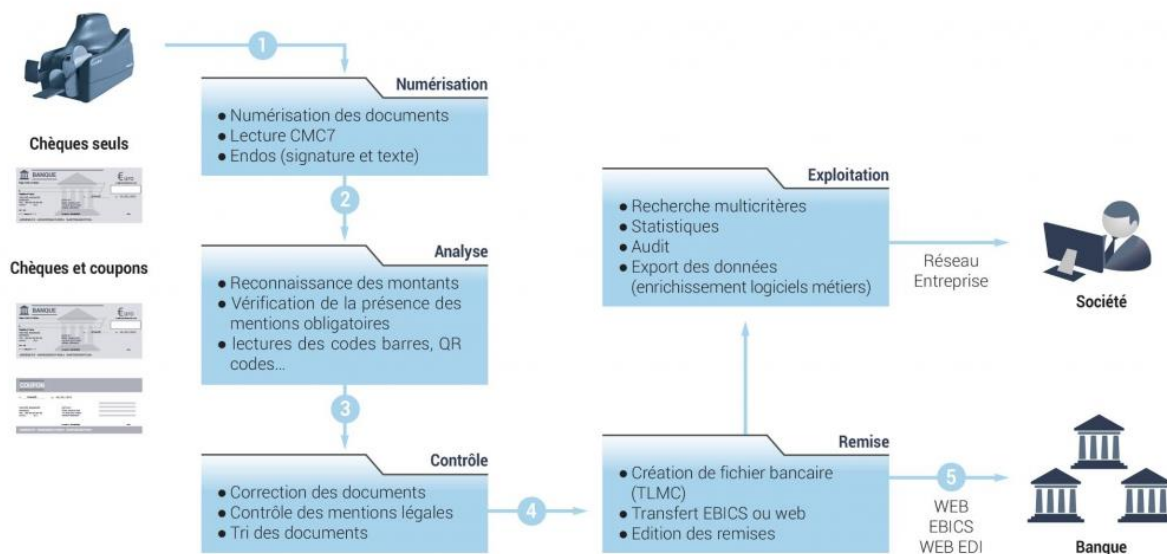 1
Numérisation
● Numérisation des documents
● Lecture CMC7
● Endos (signature et texte)
Chèques seuls
BANQUE
€uro
2
Analyse
● Reconnaissance des montants
● Vérification de la présence des
mentions obligatoires
● lectures des codes barres, QR
codes...
Chèques et coupons
BANQUE
€uro
COUPON
3
Contrôle
● Correction des documents
● Contrôle des mentions légales
● Tri des documents
4
Exploitation
● Recherche multicritères
● Statistiques
● Audit
● Export des données
(enrichissement logiciels métiers)
Réseau
Entreprise
Société
Remise
● Création de fichier bancaire
(TLMC)
● Transfert EBICS ou web
● Edition des remises
5
WEB
EBICS
WEB EDI
Banque